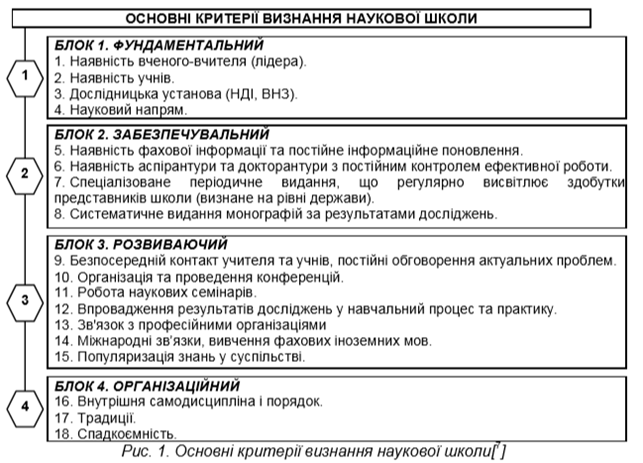 ОСНОВНІ КРИТЕРІЇ ВИЗНАННЯ НАУКОВОЇ ШКОЛИ
1
БЛОК 1. ФУНДАМЕНТАЛЬНИЙ
1. Наявність вченого-вчителя (лідера).
2. Наявність учнів.
3. Дослідницька установа (НДІ, ВНЗ).
4. Науковий напрям.
2
БЛОК 2. ЗАБЕЗПЕЧУВАЛЬНИЙ
5. Наявність фахової інформації та постійне інформаційне поновлення.
6. Наявність аспірантури та докторантури з постійним контролем ефективної роботи.
7. Спеціалізоване періодичне видання, що регулярно висвітлює здобутки
представників школи (визнане на рівні держави).
8. Систематичне видання монографій за результатами досліджень.
3
БЛОК 3. РОЗВИВАЮЧИЙ
9. Безпосередній контакт учителя та учнів, постійні обговорення актуальних проблем.
10. Організація та проведення конференцій.
11. Робота наукових семінарів.
12. Впровадження результатів досліджень у навчальний процес та практику.
13. Зв'язок з професійними організаціями
14. Міжнародні зв'язки, вивчення фахових іноземних мов.
15. Популяризація знань у суспільстві.
4
БЛОК 4. ОРГАНІЗАЦІЙНИЙ
16. Внутрішня самодисципліна і порядок.
17. Традиції.
18. Спадкоємність.
Рис. 1. Основні критерії визнання наукової школи[7]